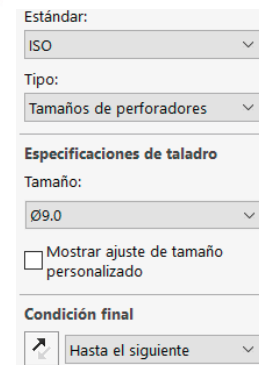 Estándar:
ISO
Tipo:
Tamaños de perforadores
Especificaciones de taladro
Tamaño:
Ø9.0
Mostrar ajuste de tamaño
personalizado
Condición final
Hasta el siguiente